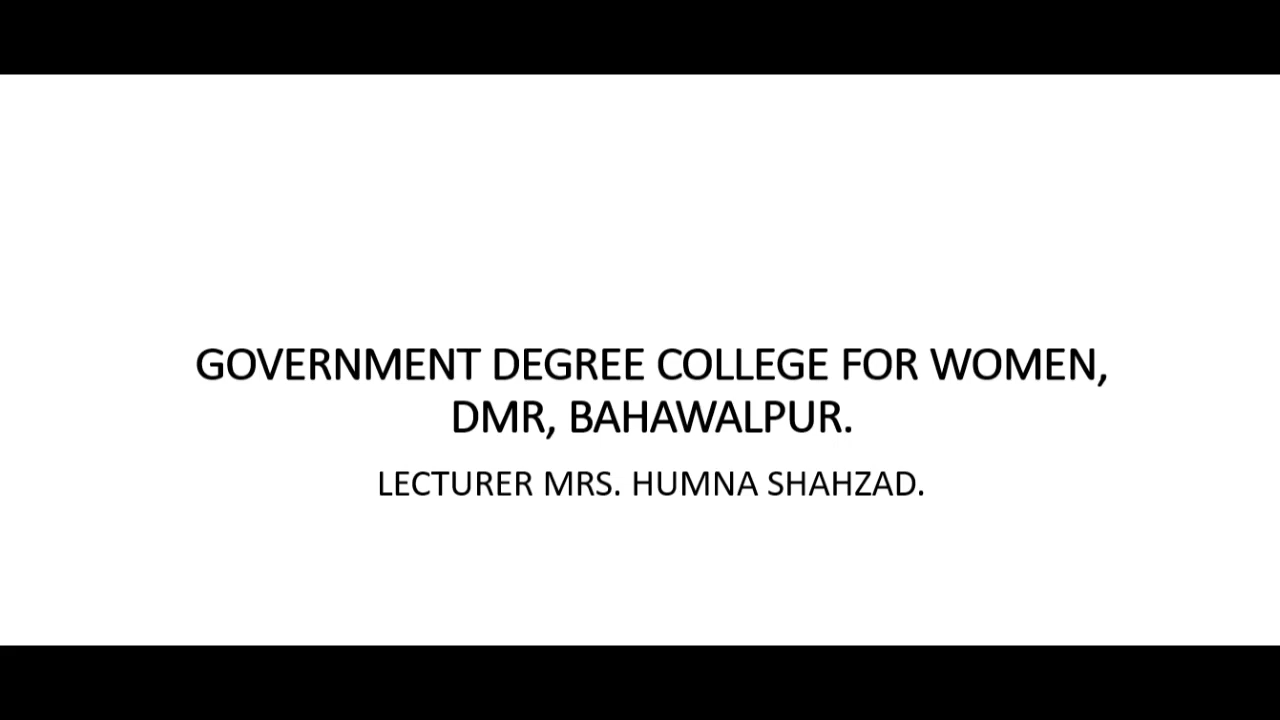 GOVERNMENT DEGREE COLLEGE FOR WOMEN,
DMR, BAHAWALPUR.
LECTURER MRS. HUMNA SHAHZAD.